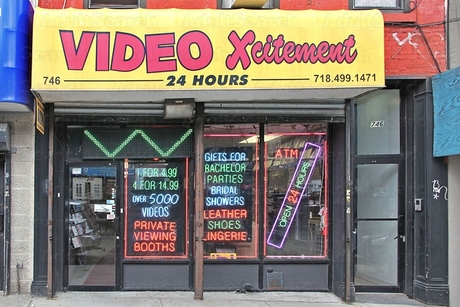 VIDEO Xcitement
746 24 HOURS 718.499.1471
746
1 FOR 4.99
4 FOR 14.99
OVER 5000
VIDEOS
PRIVATE
VIEWING
BOOTHS
GIFTS FOR
BACHELOR
PARTIES
BRIDAL
SHOWERS
LEATHER
SHOES
LINGERIE
ATM
OPEN 24 HOURS